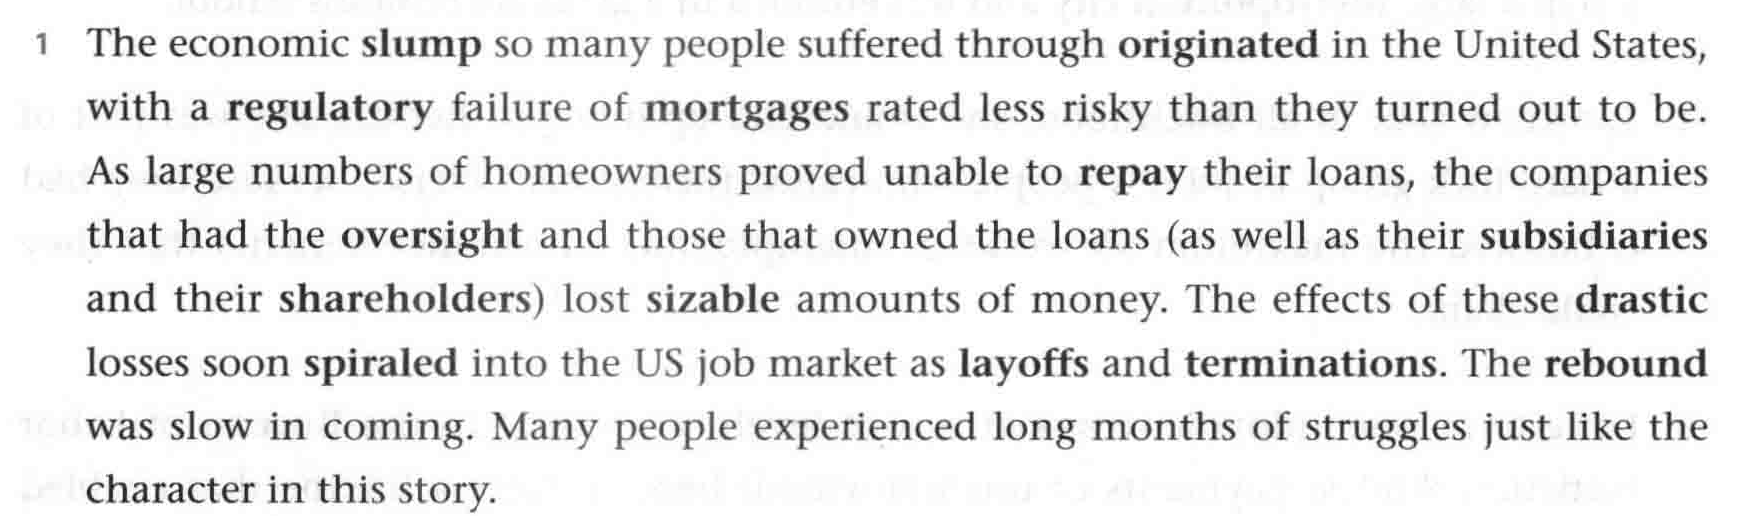 1 The economic slump so many people suffered through originated in the United States,
with a regulatory failure of mortgages rated less risky than they turned out to be.
As large numbers of homeowners proved unable to repay their loans, the companies
that had the oversight and those that owned the loans (as well as their subsidiaries
and their shareholders) lost sizable amounts of money. The effects of these drastic
losses soon spiraled into the US job market as layoffs and terminations. The rebound
was slow in coming. Many people experienced long months of struggles just like the
character in this story.